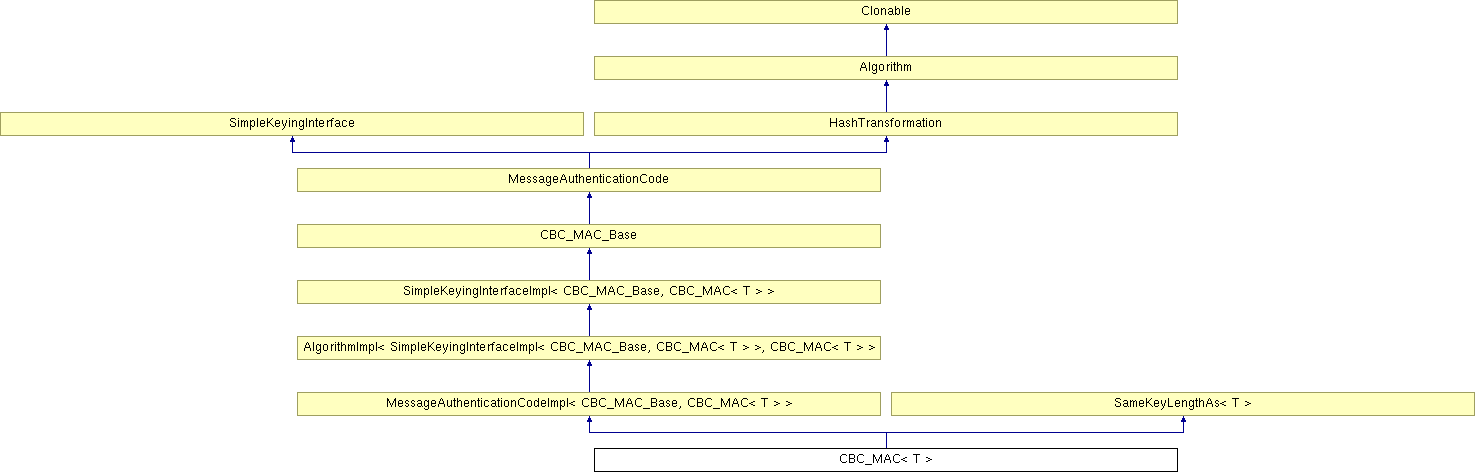 Clonable
Algorithm
SimpleKeyingInterface
HashTransformation
MessageAuthenticationCode
CBC_MAC_Base
SimpleKeyingInterfaceImpl< CBC_MAC_Base, CBC_MAC< T > >
AlgorithmImpl< SimpleKeyingInterfaceImpl< CBC_MAC_Base, CBC_MAC< T > >, CBC_MAC< T > >
MessageAuthenticationCodeImpl< CBC_MAC_Base, CBC_MAC< T > >
SameKeyLengthAs< T >
CBC_MAC< T >